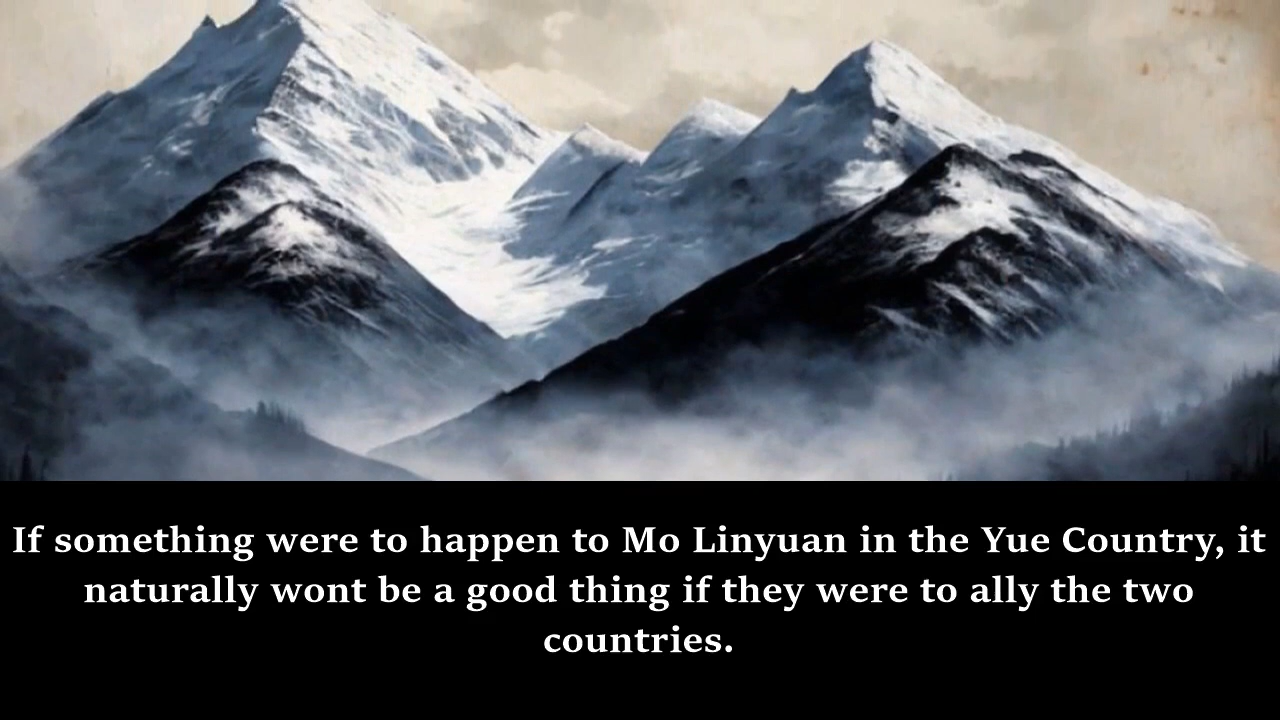 If something were to happen to Mo Linyuan in the Yue Country, it
naturally wont be a good thing if they were to ally the two
countries.